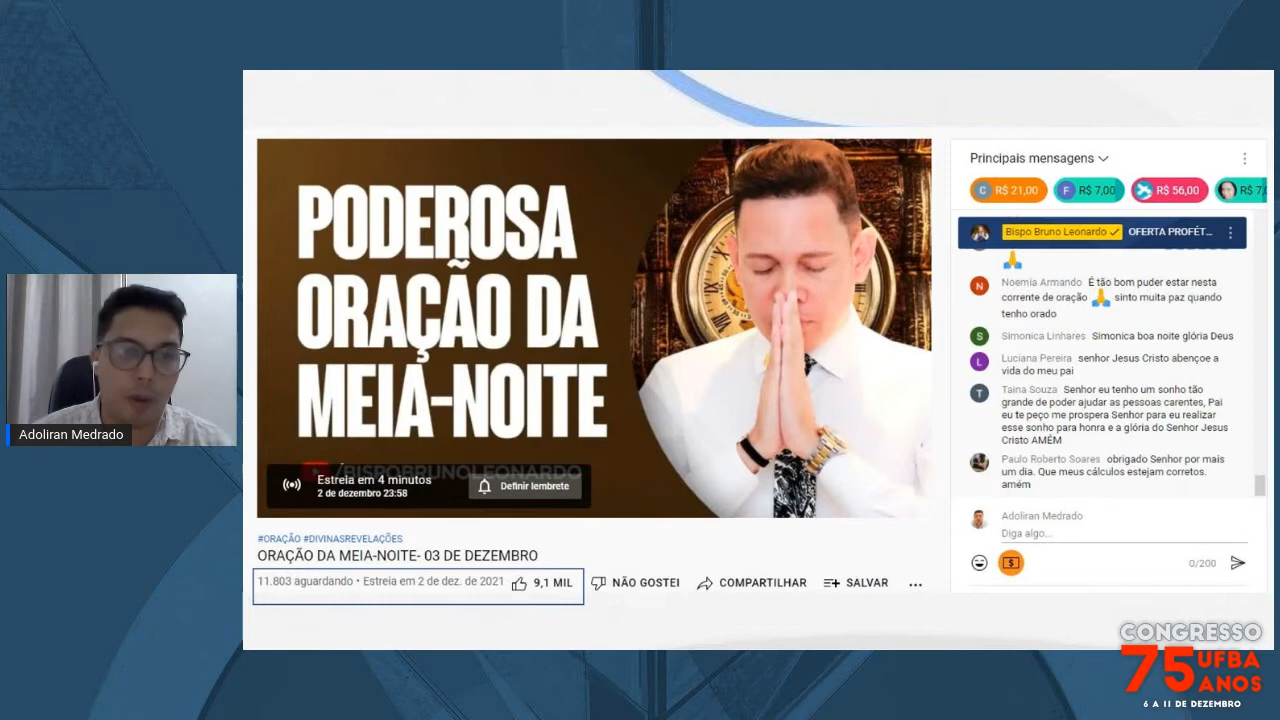 Adoliran Medrado
PODEROSA
ORAÇÃO DA
MEIA-NOITE
/BISPOBRUNOLEONARDO
Estreia em 4 minutos
2 de dezembro 23:58
Definir lembrete
#ORAÇÃO #DIVINASREVELAÇÕES
ORAÇÃO DA MEIA-NOITE- 03 DE DEZEMBRO
11.803 aguardando • Estreia em 2 de dez. de 2021
9,1 MIL
NÃO GOSTEI
COMPARTILHAR
SALVAR
Principais mensagens
C R$ 21,00
F R$ 7,00
R$ 56,00
R$ 7,0
Bispo Bruno Leonardo OFERTA PROFÉT...
N Noemia Armando É tão bom puder estar nesta
corrente de oração sinto muita paz quando
tenho orado
S Simonica Linhares Simonica boa noite glória Deus
L Luciana Pereira senhor Jesus Cristo abençoe a
vida do meu pai
T Taina Souza Senhor eu tenho um sonho tão
grande de poder ajudar as pessoas carentes, Pai
eu te peço me prospera Senhor para eu realizar
esse sonho para honra e a glória do Senhor Jesus
Cristo AMÉM
Paulo Roberto Soares obrigado Senhor por mais
um dia. Que meus cálculos estejam corretos.
amém
Adoliran Medrado
Diga algo...
0/200
CONGRESSO
75 UFBA
ANOS
6 A 11 DE DEZEMBRO